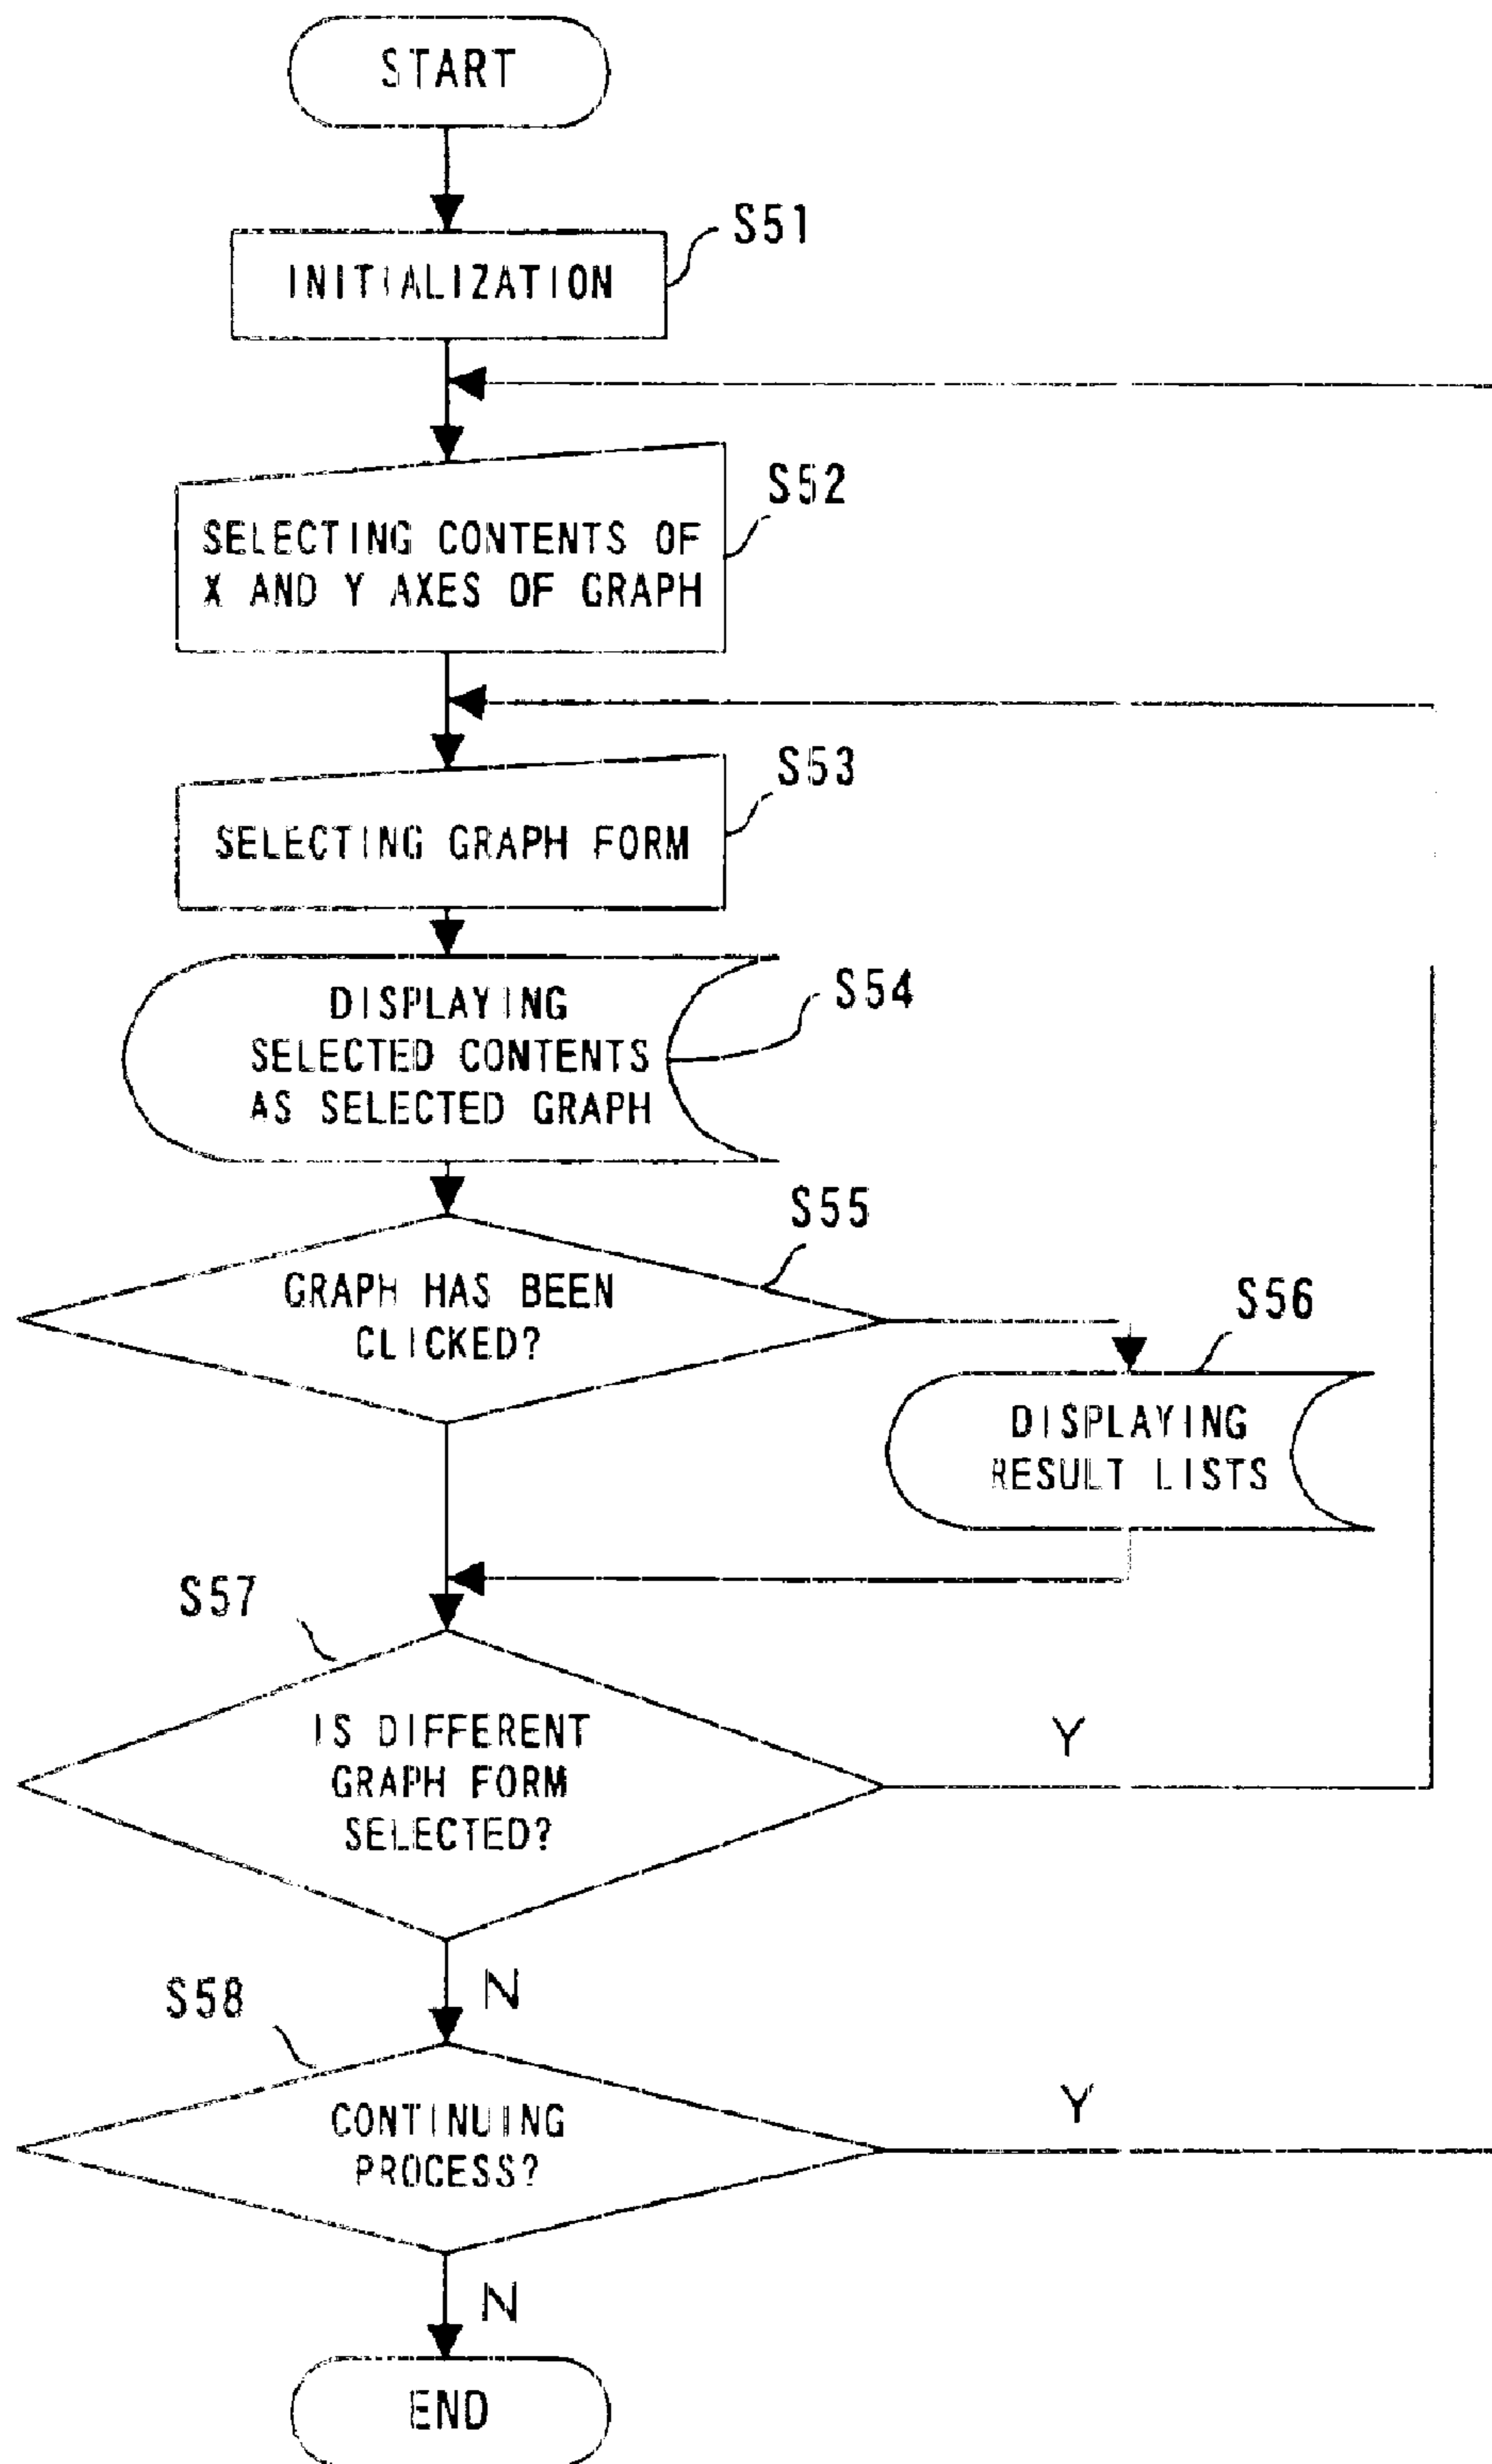 START
S51
INITIALIZATION
S52
SELECTING CONTENTS OF
X AND Y AXES OF GRAPH
S53
SELECTING GRAPH FORM
S54
DISPLAYING
SELECTED CONTENTS
AS SELECTED GRAPH
S55
GRAPH HAS BEEN
CLICKED?
S56
DISPLAYING
RESULT LISTS
S57
IS DIFFERENT
GRAPH FORM
SELECTED?
Y
N
S58
CONTINUING
PROCESS?
Y
N
END